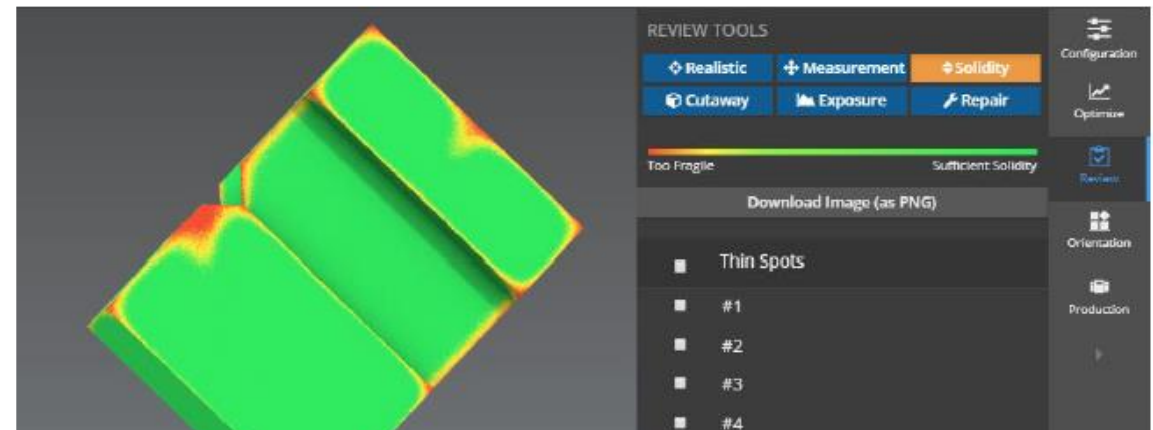 REVIEW TOOLS
Realistic
Measurement
Solidity
Cutaway
Exposure
Repair
Too Fragile
Sufficient Solidity
Download Image (as PNG)
Thin Spots
#1
#2
#3
#4
Configuration
Optimize
Review
Orientation
Production